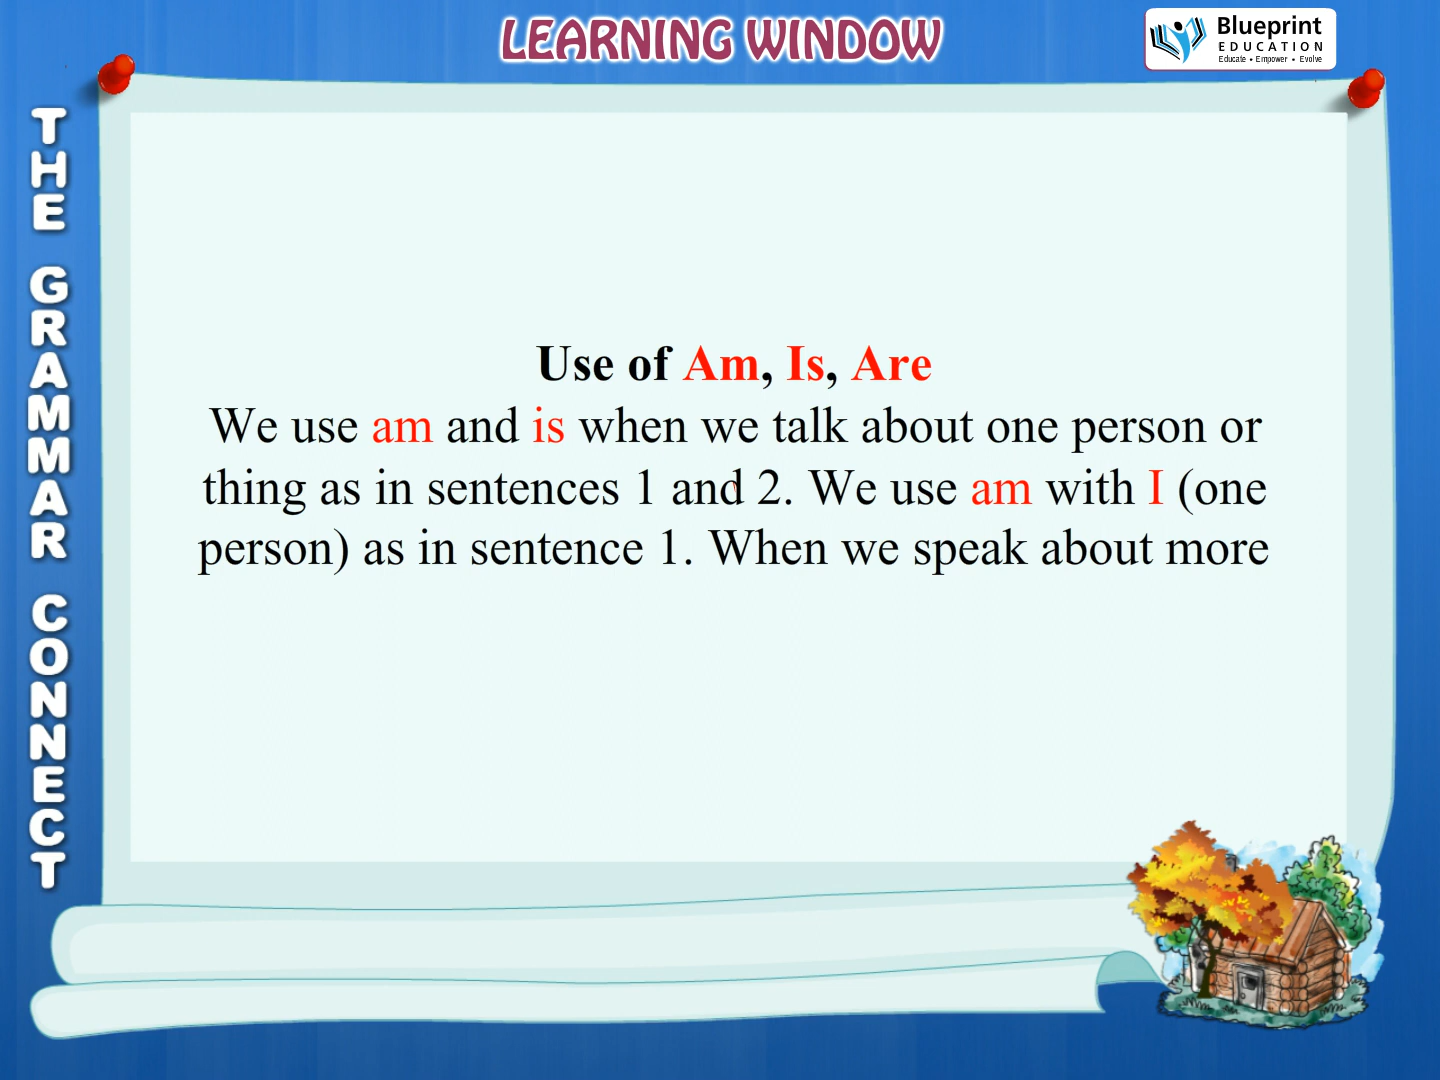 LEARNING WINDOW
Blueprint
EDUCATION
Educate • Empower • Evolve
THE GRAMMAR CONNECT
Use of Am, Is, Are
We use am and is when we talk about one person or
thing as in sentences 1 and 2. We use am with I (one
person) as in sentence 1. When we speak about more